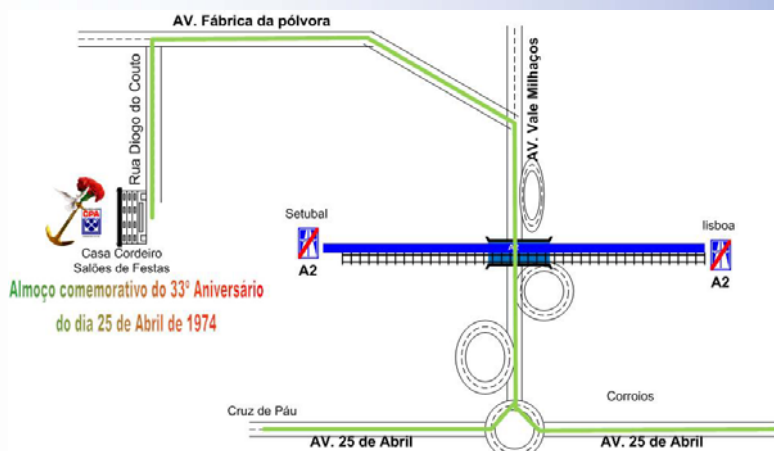 AV. Fábrica da pólvora
AV. Vale Milhaços
Rua Diogo do Couto
CPA
Casa Cordeiro
Salões de Festas
Almoço comemorativo do 33º Aniversário
do dia 25 de Abril de 1974
Setubal
A2
lisboa
A2
Cruz de Páu
Corroios
AV. 25 de Abril
AV. 25 de Abril